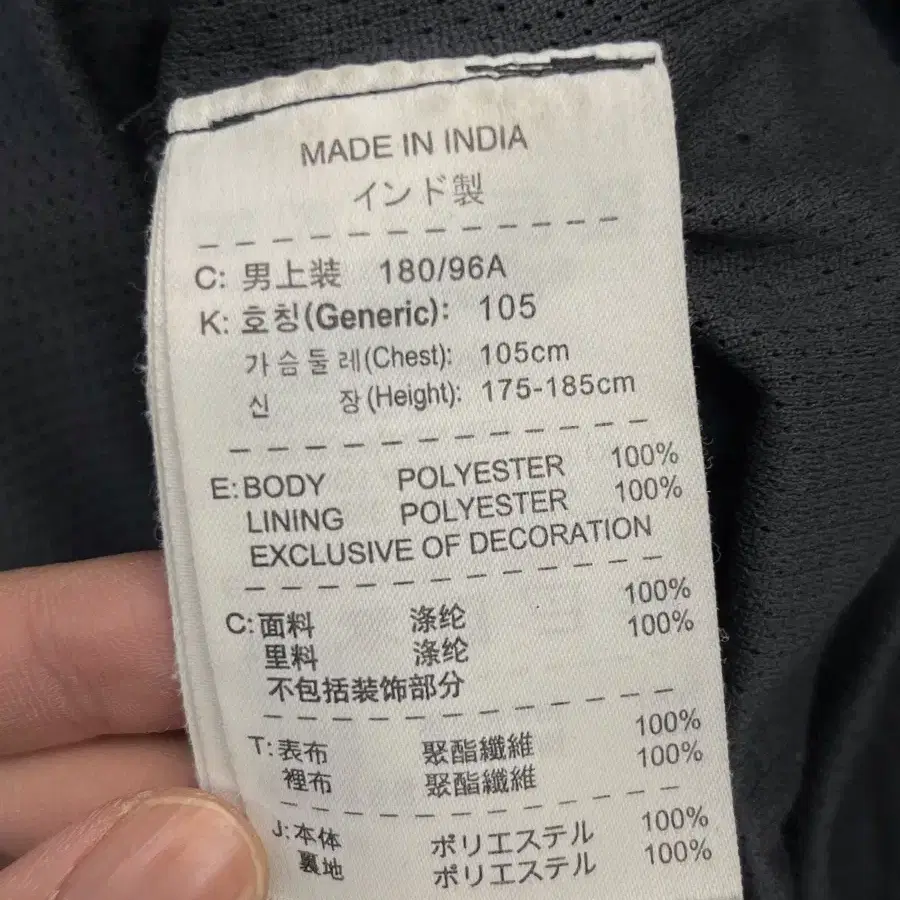 MADE IN INDIA
インド製
C: 男上装 180/96A
K: 호칭(Generic): 105
가슴둘레(Chest): 105cm
신 장(Height): 175-185cm
E: BODY POLYESTER 100%
LINING POLYESTER 100%
EXCLUSIVE OF DECORATION
C: 面料 涤纶 100%
里料 涤纶 100%
不包括装饰部分
T: 表布 聚酯纖維 100%
裡布 聚酯纖維 100%
J: 本体 ポリエステル 100%
裏地 ポリエステル 100%